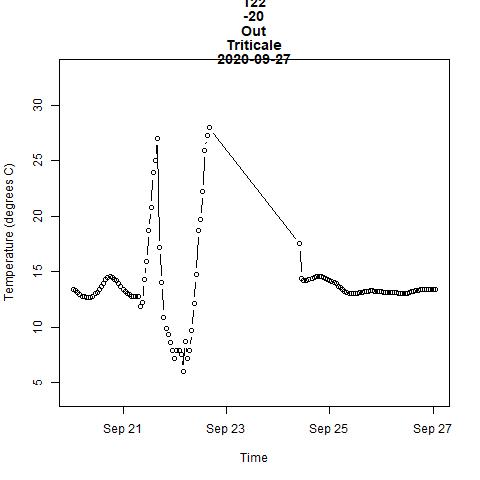 122
-20
Out
Triticale
2020-09-27
Temperature (degrees C)
30
25
20
15
10
5
Sep 21
Sep 23
Sep 25
Sep 27
Time